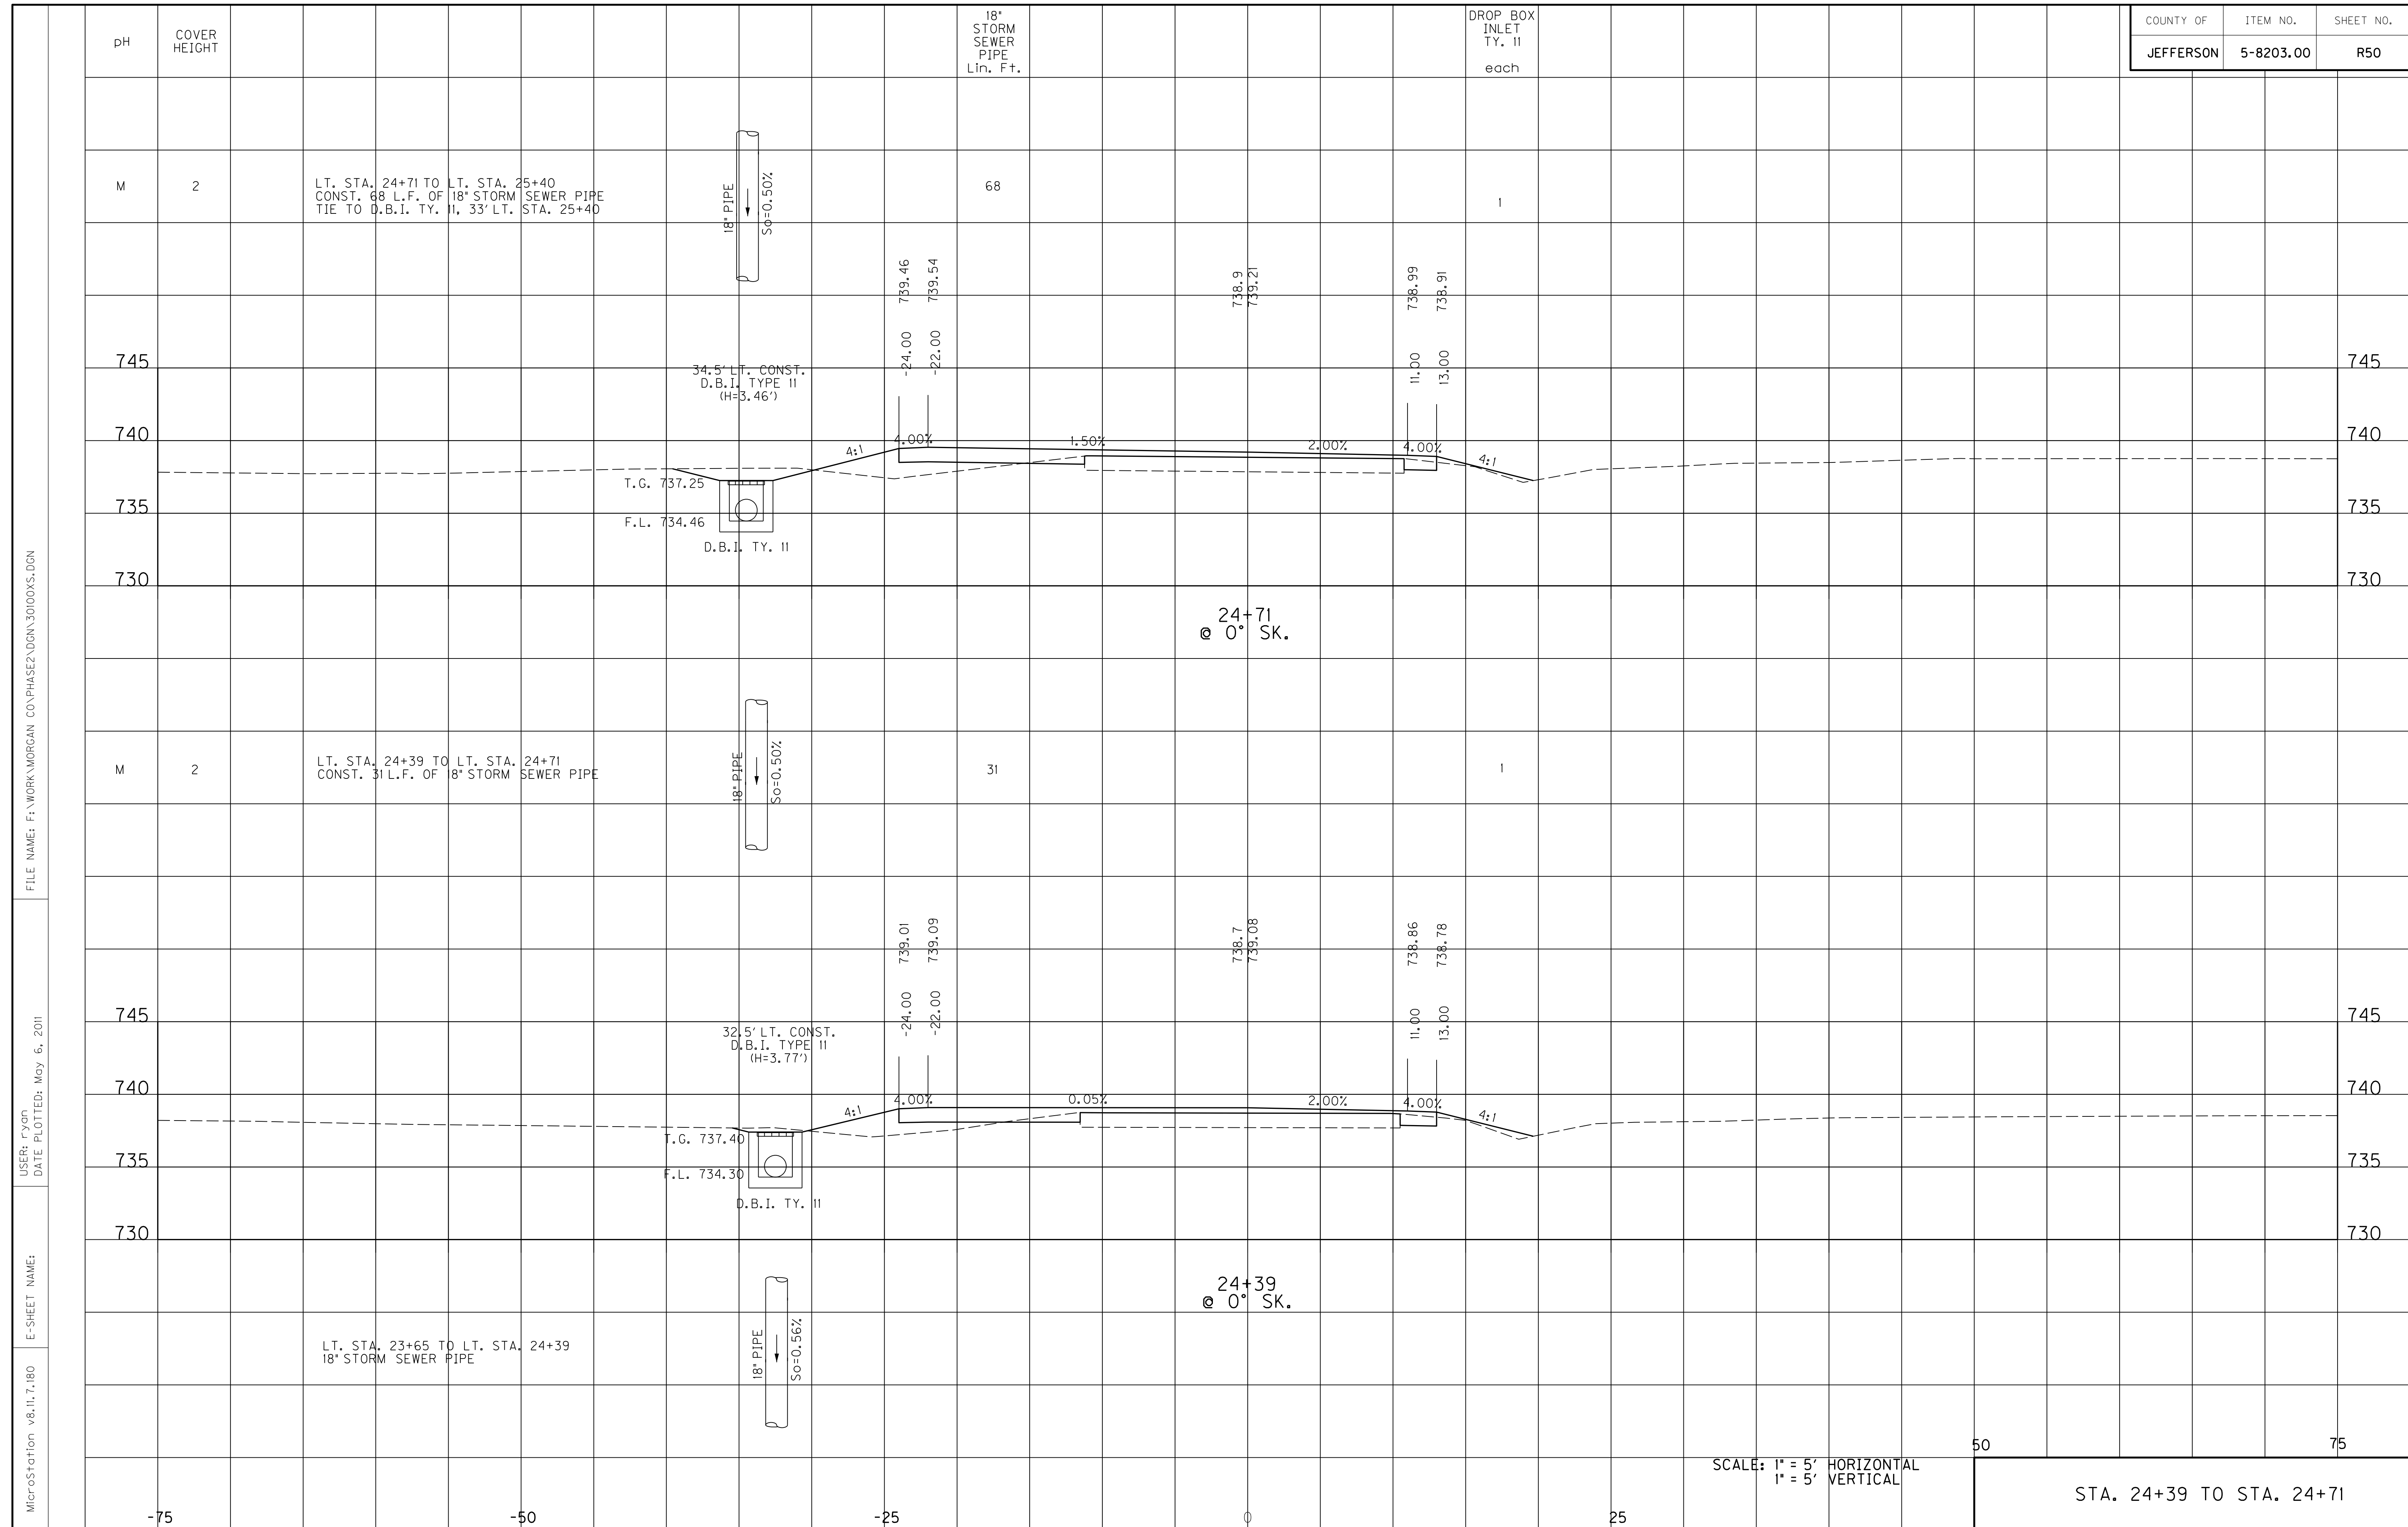 pH
COVER
HEIGHT
18"
STORM
SEWER
PIPE
Lin. Ft.
DROP BOX
INLET
TY. 11
each
COUNTY OF
ITEM NO.
SHEET NO.
JEFFERSON
5-8203.00
R50
M
2
LT. STA. 24+71 TO LT. STA. 25+40
CONST. 68 L.F. OF 18" STORM SEWER PIPE
TIE TO D.B.I. TY. 11, 33' LT. STA. 25+40
18" PIPE
So=0.50%
68
1
739.46
739.54
738.9
739.21
738.99
738.91
-24.00
-22.00
11.00
13.00
745
745
34.5' LT. CONST.
D.B.I. TYPE 11
(H=3.46')
740
740
4:1
4.00%
1.50%
2.00%
4.00%
4:1
T.G. 737.25
735
735
F.L. 734.46
D.B.I. TY. 11
730
730
24+71
@ 0° SK.
M
2
LT. STA. 24+39 TO LT. STA. 24+71
CONST. 31 L.F. OF 18" STORM SEWER PIPE
18" PIPE
So=0.50%
31
1
739.01
739.09
738.7
739.08
738.86
738.78
-24.00
-22.00
11.00
13.00
745
745
32.5' LT. CONST.
D.B.I. TYPE 11
(H=3.77')
740
740
4:1
4.00%
0.05%
2.00%
4.00%
4:1
T.G. 737.40
735
735
F.L. 734.30
D.B.I. TY. 11
730
730
24+39
@ 0° SK.
LT. STA. 23+65 TO LT. STA. 24+39
18" STORM SEWER PIPE
18" PIPE
So=0.56%
50
75
SCALE: 1" = 5' HORIZONTAL
1" = 5' VERTICAL
STA. 24+39 TO STA. 24+71
-75
-50
-25
0
25
FILE NAME: F:\WORK\MORGAN CO\PHASE2\DGN\30100XS.DGN
USER: ryan
DATE PLOTTED: May 6, 2011
E-SHEET NAME:
MicroStation v8.11.7.180